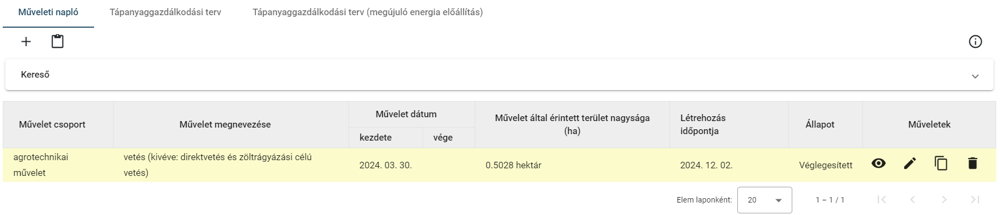 Műveleti napló Tápanyaggazdálkodási terv Tápanyaggazdálkodási terv (megújuló energia előállítás)
Kereső
Művelet csoport Művelet megnevezése Művelet dátum kezdete vége Művelet által érintett terület nagysága (ha) Létrehozás időpontja Állapot Műveletek
agrotechnikai művelet vetés (kivéve: direktvetés és zöltrágyázási célú vetés) 2024. 03. 30. 0.5028 hektár 2024. 12. 02. Véglegesített
Elem laponként: 20 1 – 1 / 1